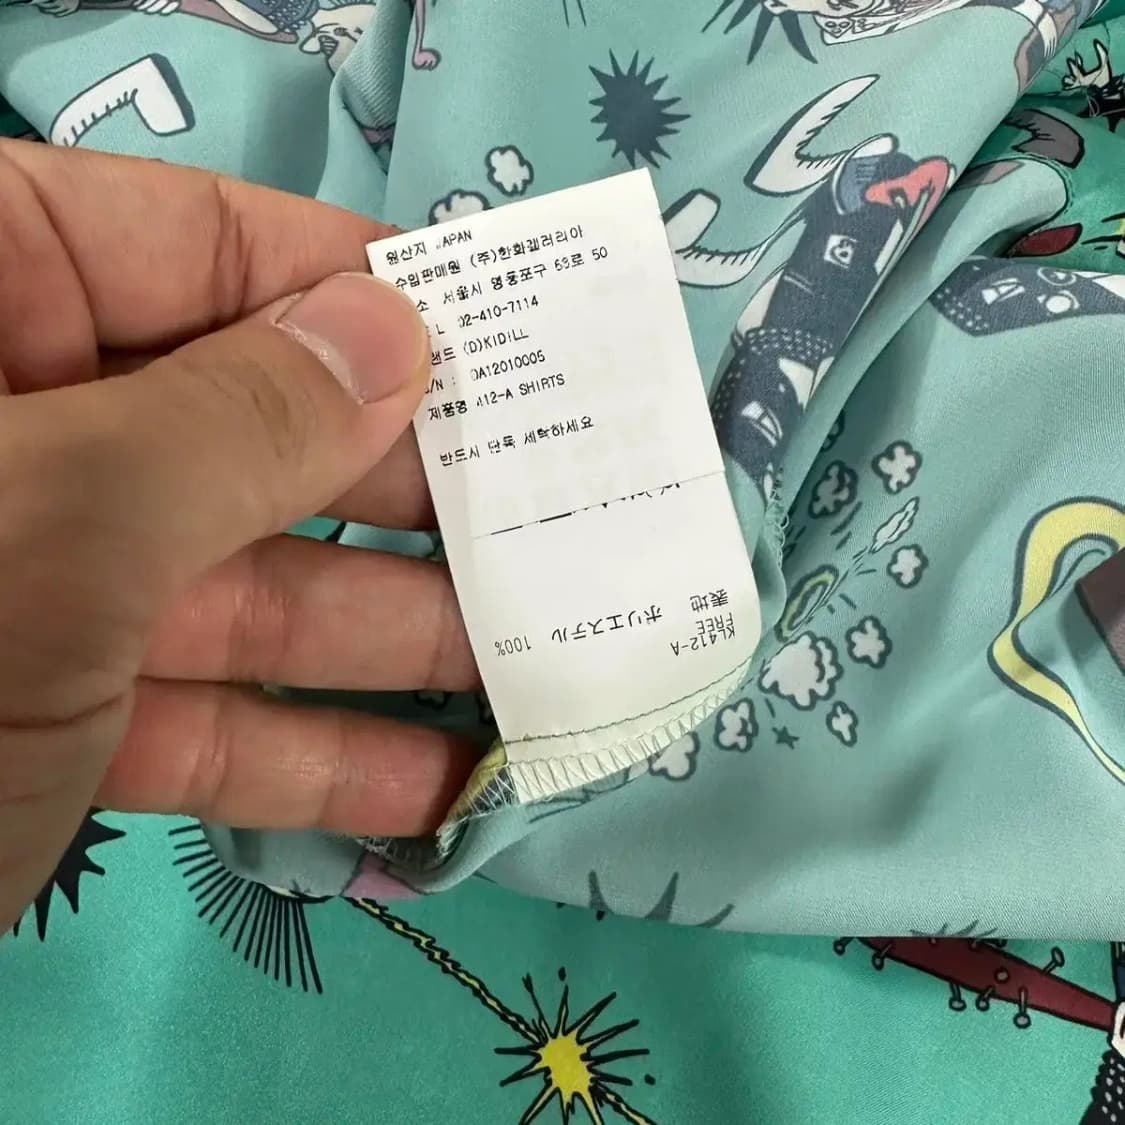 원산지 JAPAN
수입판매원 (주)한화갤러리아
소 서울시 영등포구 63로 50
L 02-410-7114
랜드 (D)KIDILL
/N : DA12010005
제품명 412-A SHIRTS
반드시 단독 세탁하세요
KL412-A
FREE
表地 ポリエステル 100%